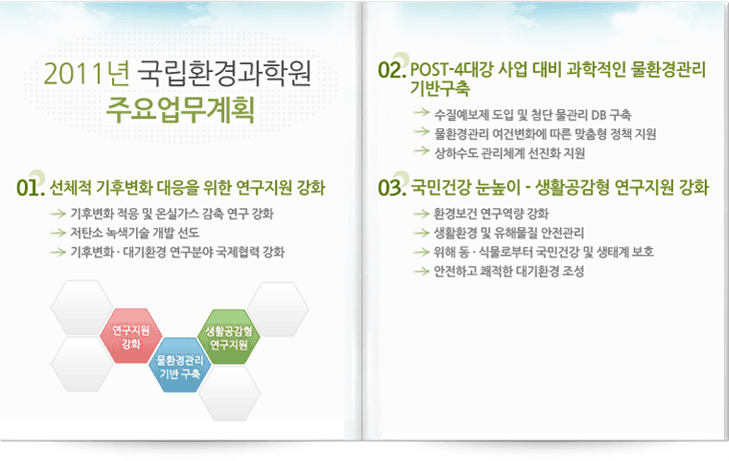 2011년 국립환경과학원
주요업무계획
01. 선체적 기후변화 대응을 위한 연구지원 강화
기후변화 적응 및 온실가스 감축 연구 강화
저탄소 녹색기술 개발 선도
기후변화 · 대기환경 연구분야 국제협력 강화
연구지원
강화
물환경관리
기반 구축
생활공감형
연구지원
02. POST-4대강 사업 대비 과학적인 물환경관리
기반구축
수질예보제 도입 및 첨단 물관리 DB 구축
물환경관리 여건변화에 따른 맞춤형 정책 지원
상하수도 관리체계 선진화 지원
03. 국민건강 눈높이 - 생활공감형 연구지원 강화
환경보건 연구역량 강화
생활환경 및 유해물질 안전관리
위해 동 · 식물로부터 국민건강 및 생태계 보호
안전하고 쾌적한 대기환경 조성